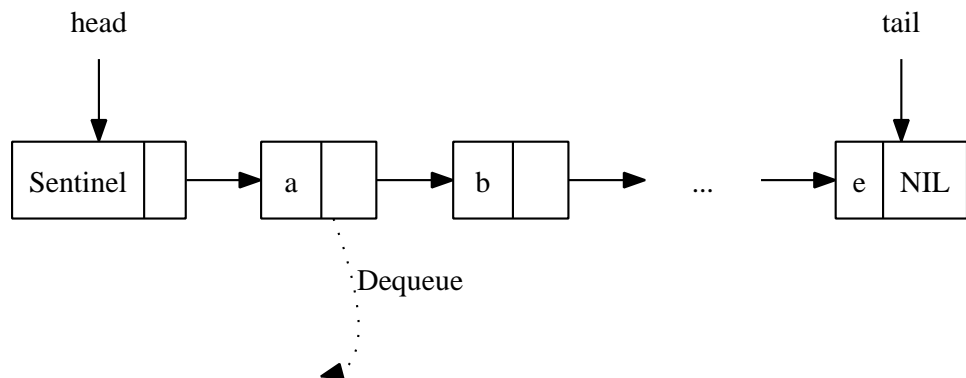 head
tail
Sentinel
a
b
...
e
NIL
Dequeue